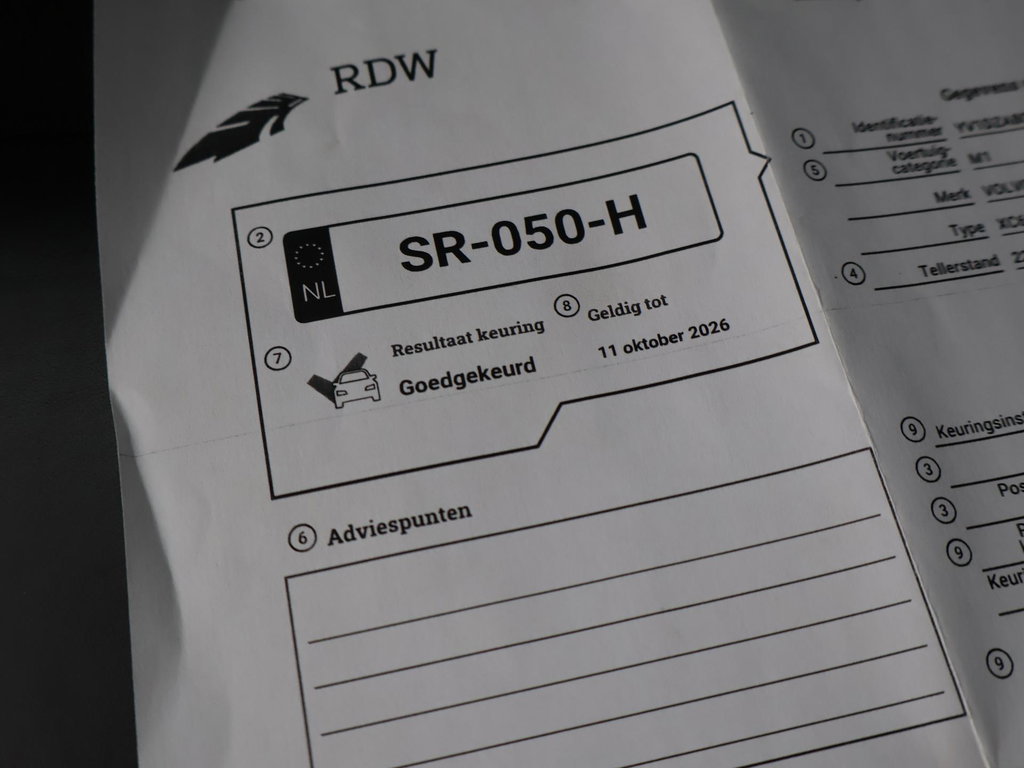 RDW
2
NL
SR-050-H
7
Resultaat keuring
Goedgekeurd
8
Geldig tot
11 oktober 2026
6 Adviespunten
Gegevens
1 Identificatie-
nummer
5 Voertuig-
categorie M1
Merk
Type
4 Tellerstand
9
3
3
9
9